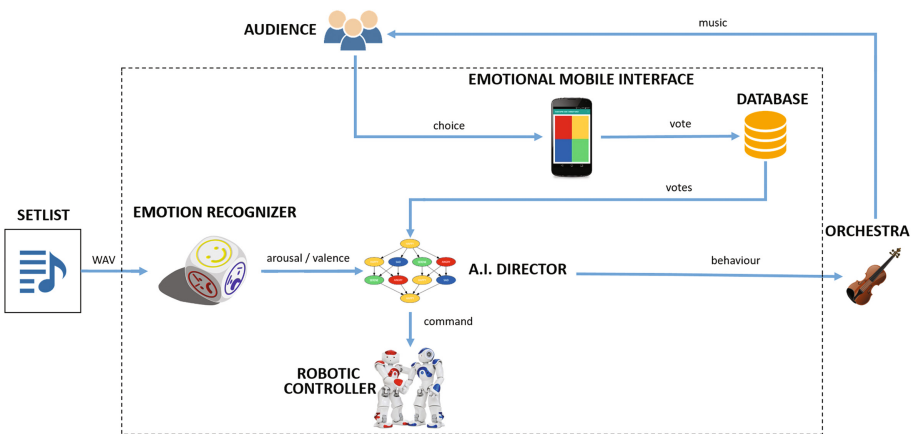 music
AUDIENCE
EMOTIONAL MOBILE INTERFACE
DATABASE
choice
vote
votes
SETLIST
EMOTION RECOGNIZER
ORCHESTRA
WAV
arousal / valence
A.I. DIRECTOR
behaviour
command
ROBOTIC
CONTROLLER